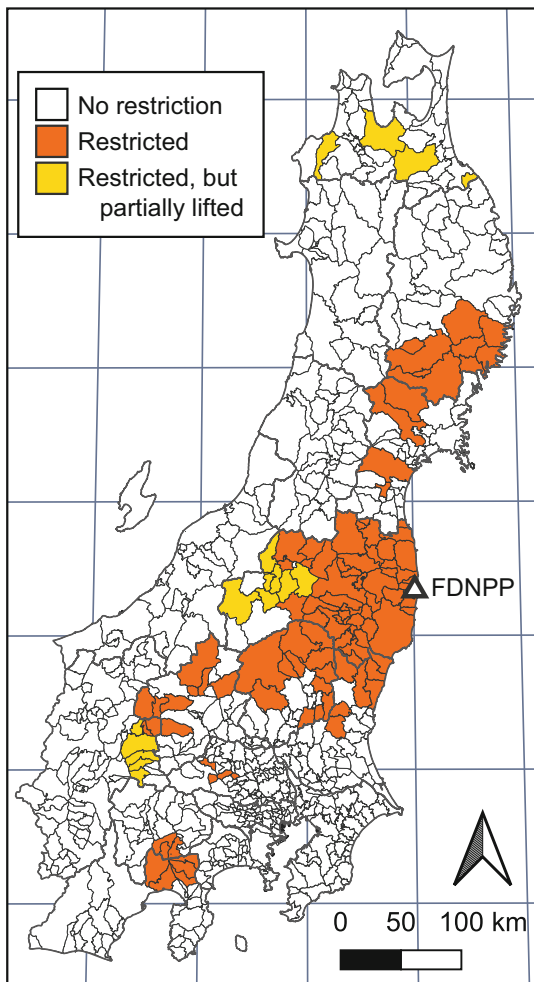 No restriction
Restricted
Restricted, but
partially lifted
FDNPP
0 50 100 km